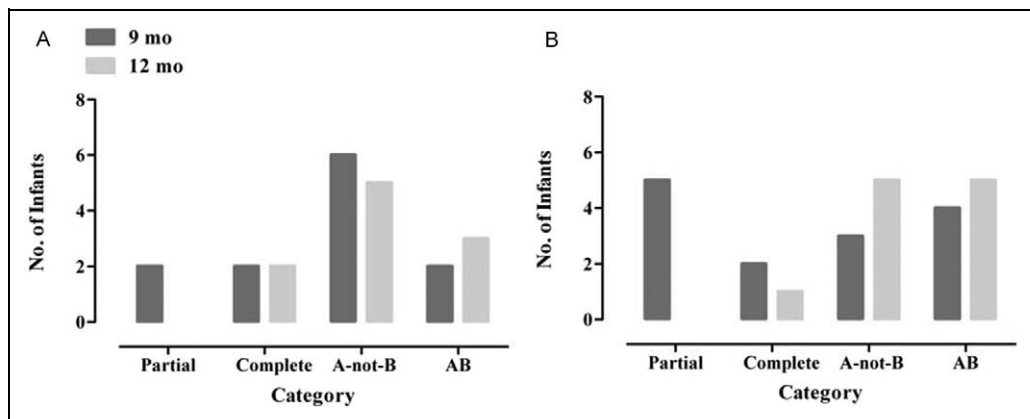 A
9 mo
12 mo
No. of Infants
8
6
4
2
0
Partial Complete A-not-B AB
Category
B
No. of Infants
8
6
4
2
0
Partial Complete A-not-B AB
Category